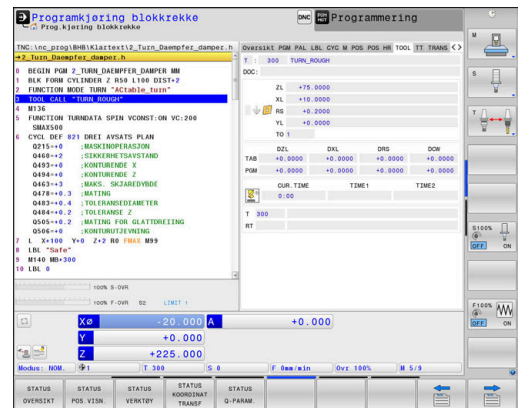 Programkjøring blokkrekke
Prog.kjøring blokkrekke
DNC
Programmering
TNC:\nc_prog\BHB\Klartext\2_Turn_Daempfer_damper.h
→2_Turn_Daempfer_damper.h
0 BEGIN PGM 2_TURN_DAEMPFER_DAMPER MM
1 BLK FORM CYLINDER Z R50 L100 DIST+2
2 FUNCTION MODE TURN "ACtable_turn"
3 TOOL CALL "TURN_ROUGH"
4 M136
5 FUNCTION TURNDATA SPIN VCONST:ON VC:200
SMAX500
6 CYCL DEF 821 DREI AVSATS PLAN
Q215=+0 ;MASKINOPERASJON
Q460=+2 ;SIKKERHETSAVSTAND
Q493=+0 ;KONTURENDE X
Q494=+0 ;KONTURENDE Z
Q463=+3 ;MAKS. SKJAREDYBDE
Q478=+0.3 ;MATING
Q483=+0.4 ;TOLERANSEDIAMETER
Q484=+0.2 ;TOLERANSE Z
Q505=+0.2 ;MATING FOR GLATTDREIING
Q506=+0 ;KONTURUTJEVNING
7 L X+100 Y+0 Z+2 R0 FMAX M99
8 LBL "Safe"
9 M140 MB+300
10 LBL 0
100% S-OVR
100% F-OVR S2 LIMIT 1
Oversikt PGM PAL LBL CYC M POS POS HR TOOL TT TRANS
T : 300 TURN_ROUGH
DOC:
ZL +75.0000
XL +10.0000
RS +0.2000
YL +0.0000
TO 1
DZL DXL DRS DCW
TAB +0.0000 +0.0000 +0.0000 +0.0000
PGM +0.0000 +0.0000 +0.0000 +0.0000
CUR.TIME TIME1 TIME2
0:00
T 300
RT
XØ -20.000 A +0.000
Y +0.000
Z +225.000
Modus: NOM. 1 T 300 S 0 F 0mm/min Ovr 100% M 5/9
STATUS OVERSIKT
STATUS POS.VISN.
STATUS VERKTØY
STATUS KOORDINAT TRANSF
STATUS Q-PARAM.
M
S
T
S100%
OFF ON
F100%
OFF ON